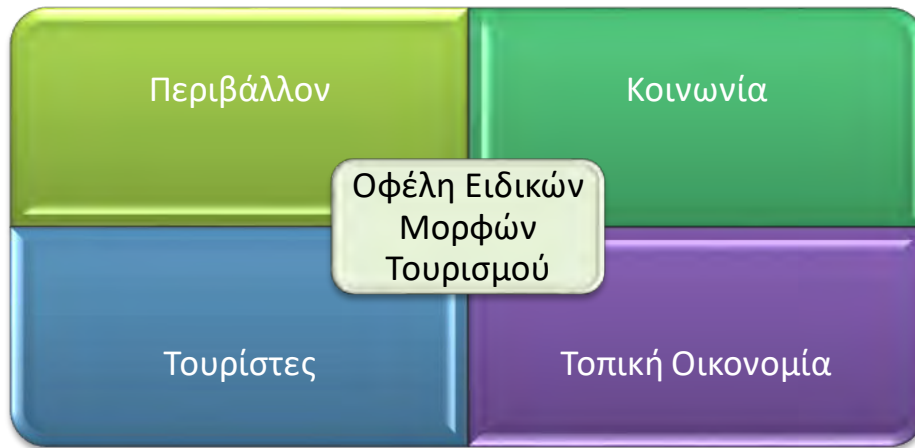 Περιβάλλον
Κοινωνία
Οφέλη Ειδικών
Μορφών
Τουρισμού
Τουρίστες
Τοπική Οικονομία